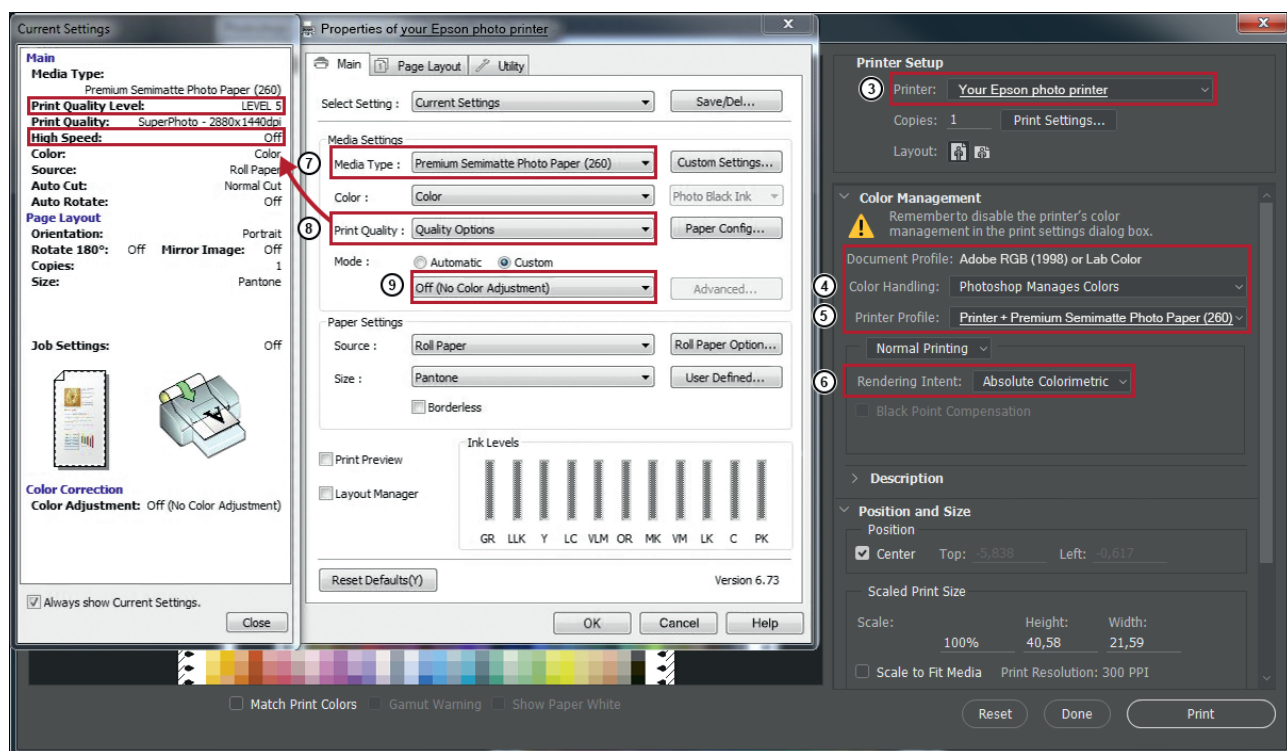 Current Settings
Main
Media Type:
Premium Semimatte Photo Paper (260)
Print Quality Level: LEVEL 5
Print Quality: SuperPhoto - 2880x1440dpi
High Speed: Off
Color: Color
Source: Roll Paper
Auto Cut: Normal Cut
Auto Rotate: Off
Page Layout
Orientation: Portrait
Rotate 180°: Off Mirror Image: Off
Copies: 1
Size: Pantone
Job Settings: Off
A
Color Correction
Color Adjustment: Off (No Color Adjustment)
Always show Current Settings.
Close
Properties of your Epson photo printer
X
Main
1 Page Layout
Utility
Select Setting : Current Settings Save/Del...
Media Settings
7 Media Type : Premium Semimatte Photo Paper (260) Custom Settings...
Color : Color Photo Black Ink
8 Print Quality : Quality Options Paper Config...
Mode : Automatic Custom
9 Off (No Color Adjustment) Advanced...
Paper Settings
Source : Roll Paper Roll Paper Option...
Size : Pantone User Defined...
Borderless
Print Preview
Layout Manager
Ink Levels
GR LLK Y LC VLM OR MK VM LK C PK
Reset Defaults(Y) Version 6.73
OK Cancel Help
X
Printer Setup
3 Printer: Your Epson photo printer
Copies: 1 Print Settings...
Layout:
Color Management
Rememberto disable the printer's color
management in the print settings dialog box.
Document Profile: Adobe RGB (1998) or Lab Color
4 Color Handling: Photoshop Manages Colors
5 Printer Profile: Printer + Premium Semimatte Photo Paper (260)
Normal Printing
6 Rendering Intent: Absolute Colorimetric
Black Point Compensation
Description
Position and Size
Position
Center Top: -5,838 Left: -0,617
Scaled Print Size
Scale: Height: Width:
100% 40,58 21,59
Scale to Fit Media Print Resolution: 300 PPI
Match Print Colors Gamut Warning Show Paper White
Reset Done Print